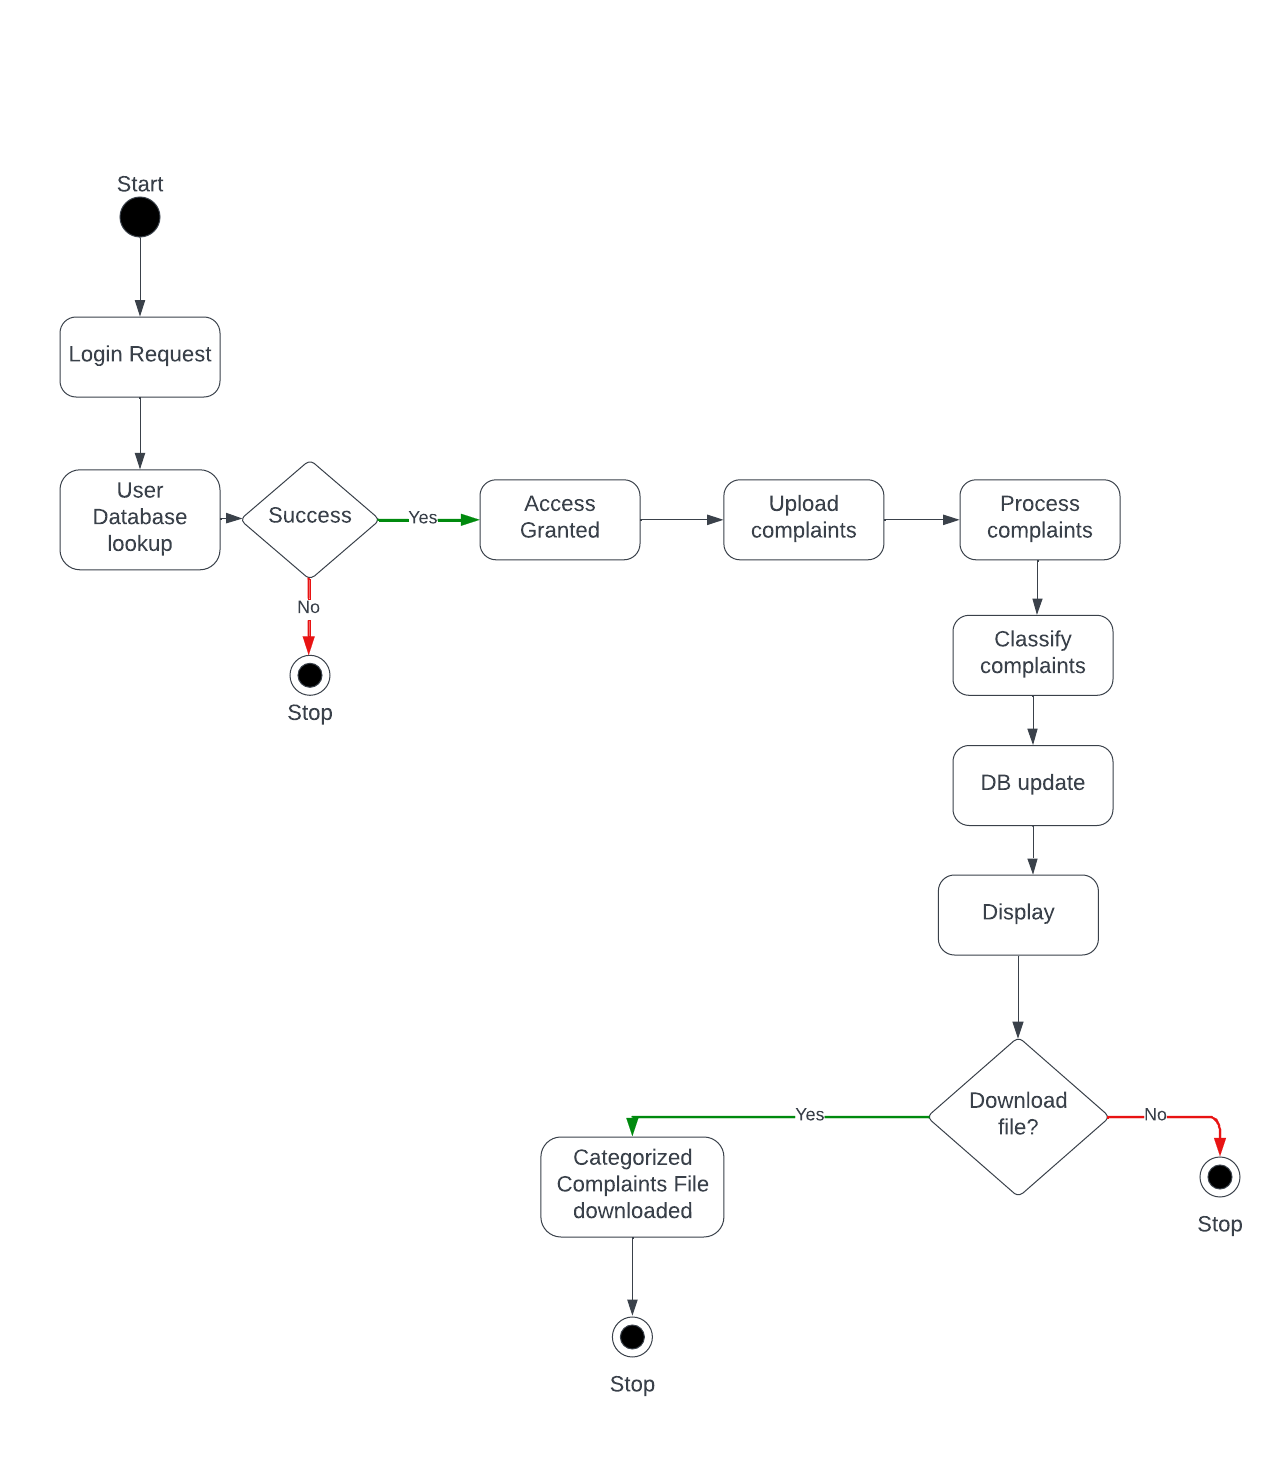 Start
Login Request
User
Database
lookup
Success
Yes
Access
Granted
Upload
complaints
Process
complaints
No
Stop
Classify
complaints
DB update
Display
Download
file?
Yes
No
Categorized
Complaints File
downloaded
Stop
Stop